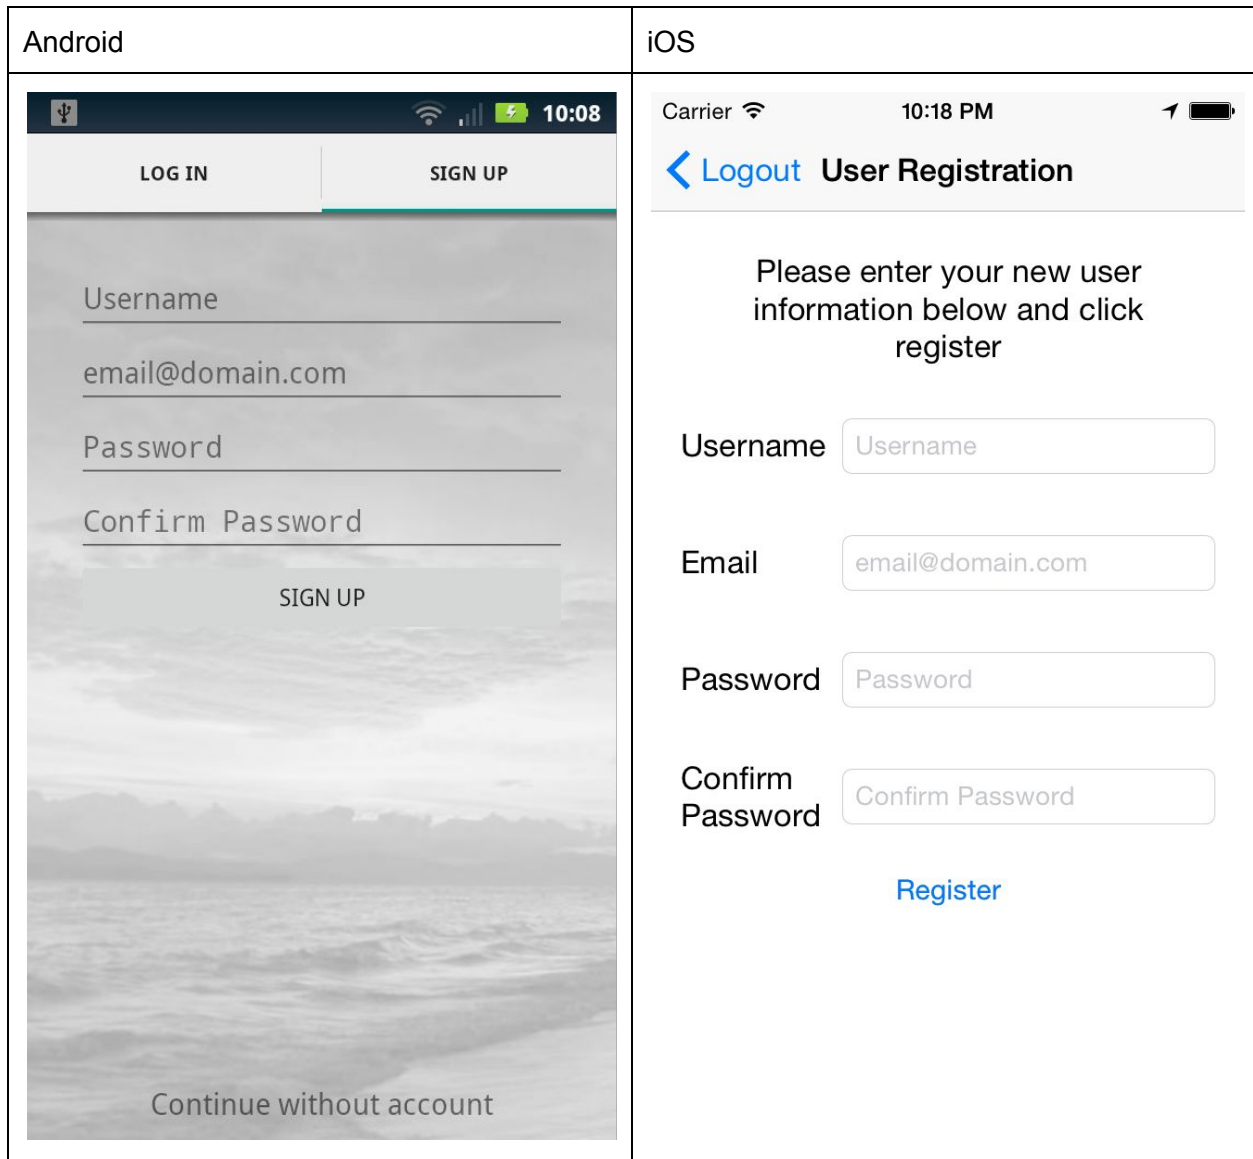 Android
iOS
10:08
LOG IN
SIGN UP
Username
email@domain.com
Password
Confirm Password
SIGN UP
Continue without account
Carrier
10:18 PM
Logout
User Registration
Please enter your new user
information below and click
register
Username
Username
Email
email@domain.com
Password
Password
Confirm
Password
Confirm Password
Register